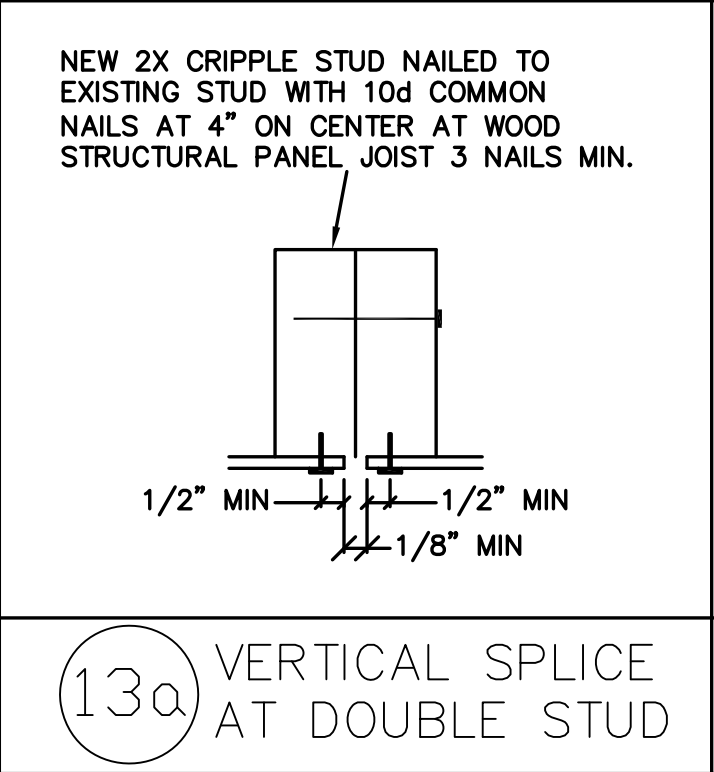 NEW 2X CRIPPLE STUD NAILED TO
EXISTING STUD WITH 10d COMMON
NAILS AT 4" ON CENTER AT WOOD
STRUCTURAL PANEL JOIST 3 NAILS MIN.
1/2" MIN
1/2" MIN
1/8" MIN
13a
VERTICAL SPLICE
AT DOUBLE STUD